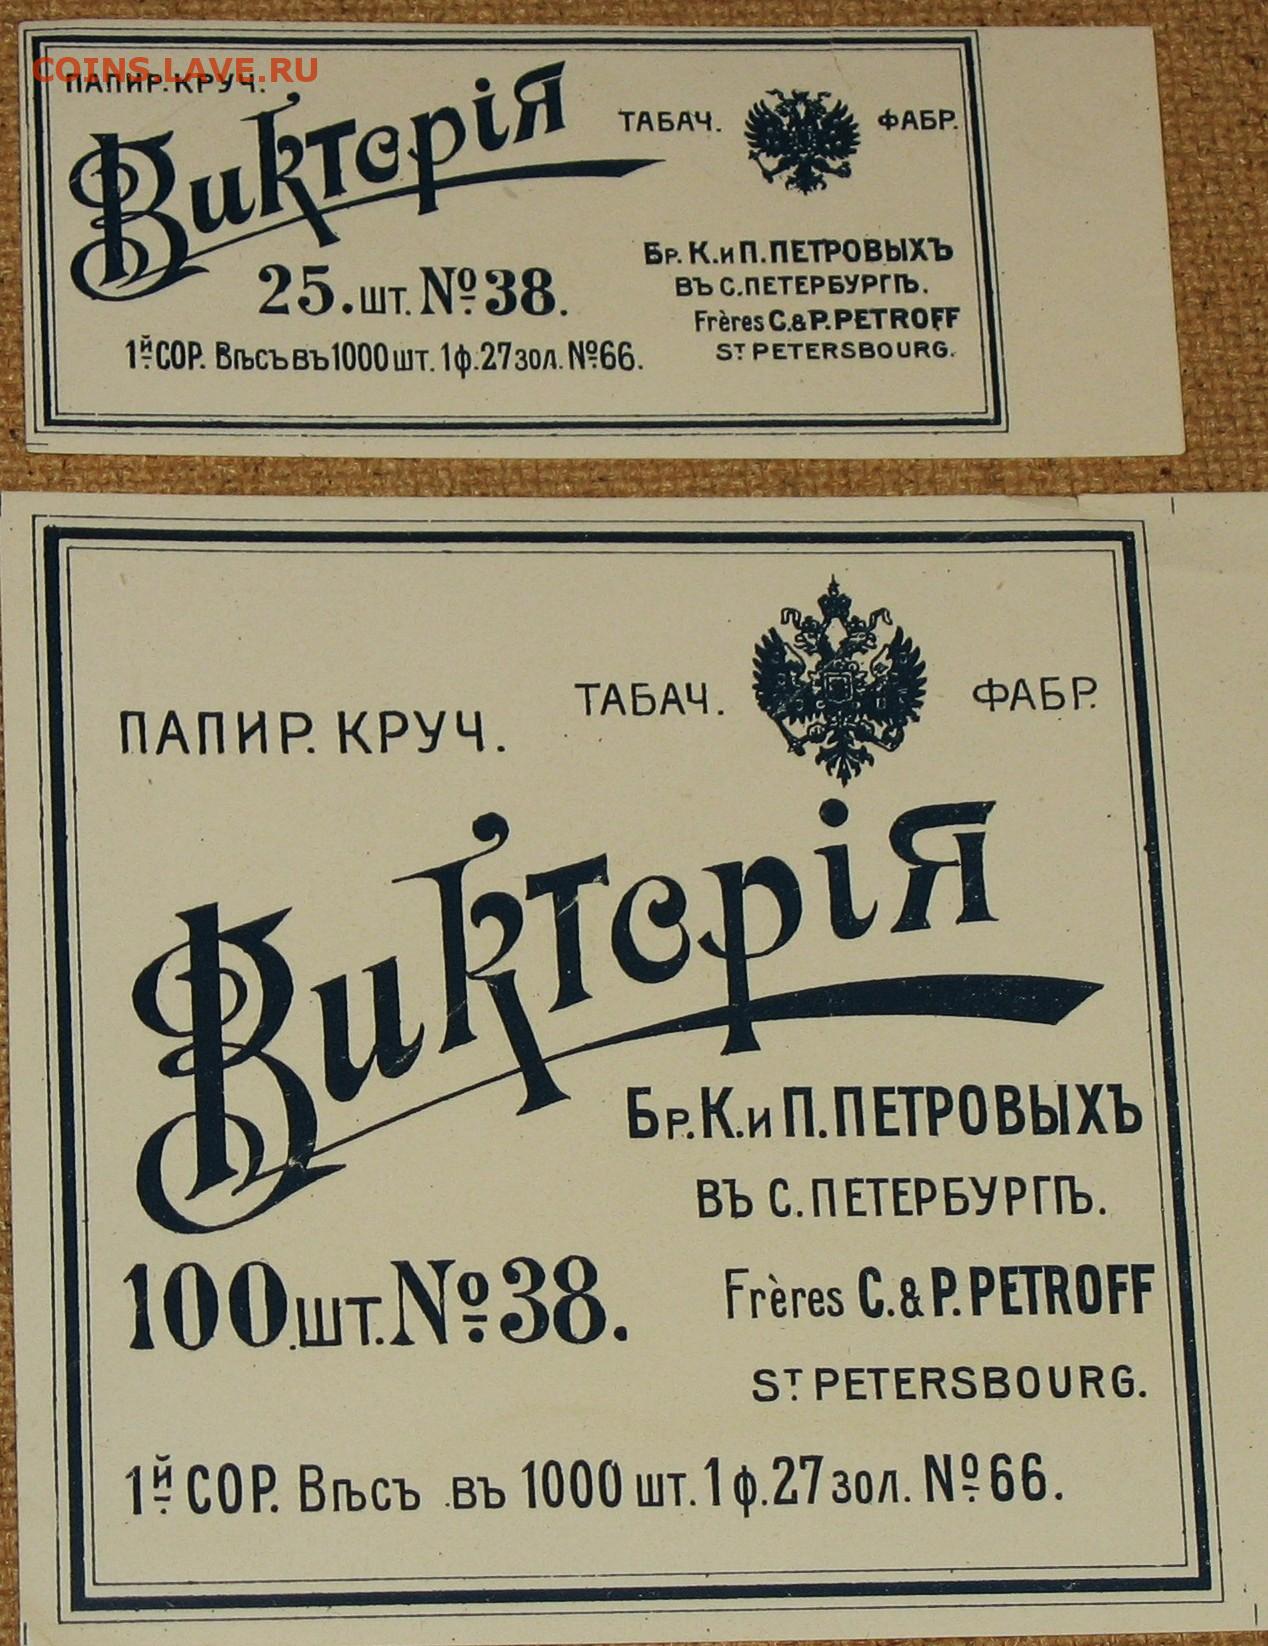 COINS.LAVE.RU
ПАПИР. КРУЧ.
Викторія
ТАБАЧ. ФАБР.
Бр. К. и П. ПЕТРОВЫХЪ
ВЪ С. ПЕТЕРБУРГѢ.
25. шт. №38.
Frères C. & P. PETROFF
ST PETERSBOURG.
1й СОР. Вѣсъ въ 1000 шт. 1 ф. 27 зол. №66.
ТАБАЧ. ФАБР.
ПАПИР. КРУЧ.
Викторія
Бр. К. и П. ПЕТРОВЫХЪ
ВЪ С. ПЕТЕРБУРГѢ.
100.шт. №38.
Frères C. & P. PETROFF
ST PETERSBOURG.
1й СОР. Вѣсъ въ 1000 шт. 1 ф. 27 зол. №66.